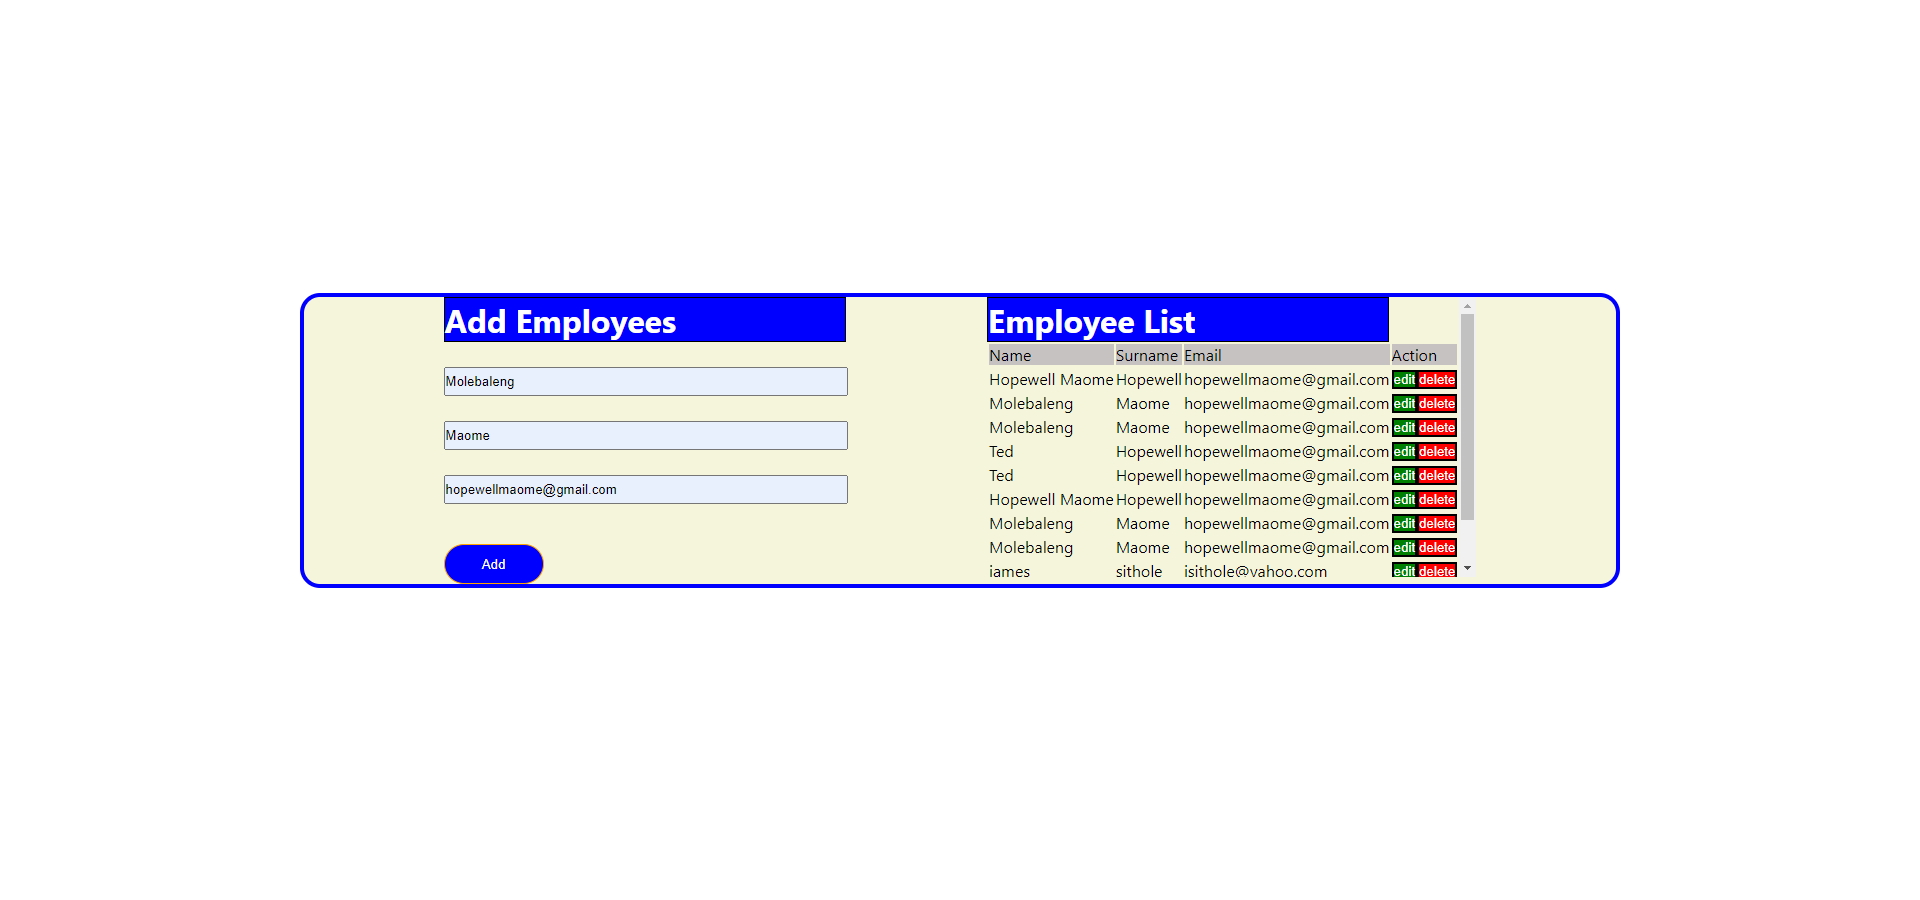 Add Employees
Molebaleng
Maome
hopewellmaome@gmail.com
Add
Employee List
Name Surname Email Action
Hopewell Maome Hopewell hopewellmaome@gmail.com edit delete
Molebaleng Maome hopewellmaome@gmail.com edit delete
Molebaleng Maome hopewellmaome@gmail.com edit delete
Ted Hopewell hopewellmaome@gmail.com edit delete
Ted Hopewell hopewellmaome@gmail.com edit delete
Hopewell Maome Hopewell hopewellmaome@gmail.com edit delete
Molebaleng Maome hopewellmaome@gmail.com edit delete
Molebaleng Maome hopewellmaome@gmail.com edit delete
james sithole jsithole@yahoo.com edit delete